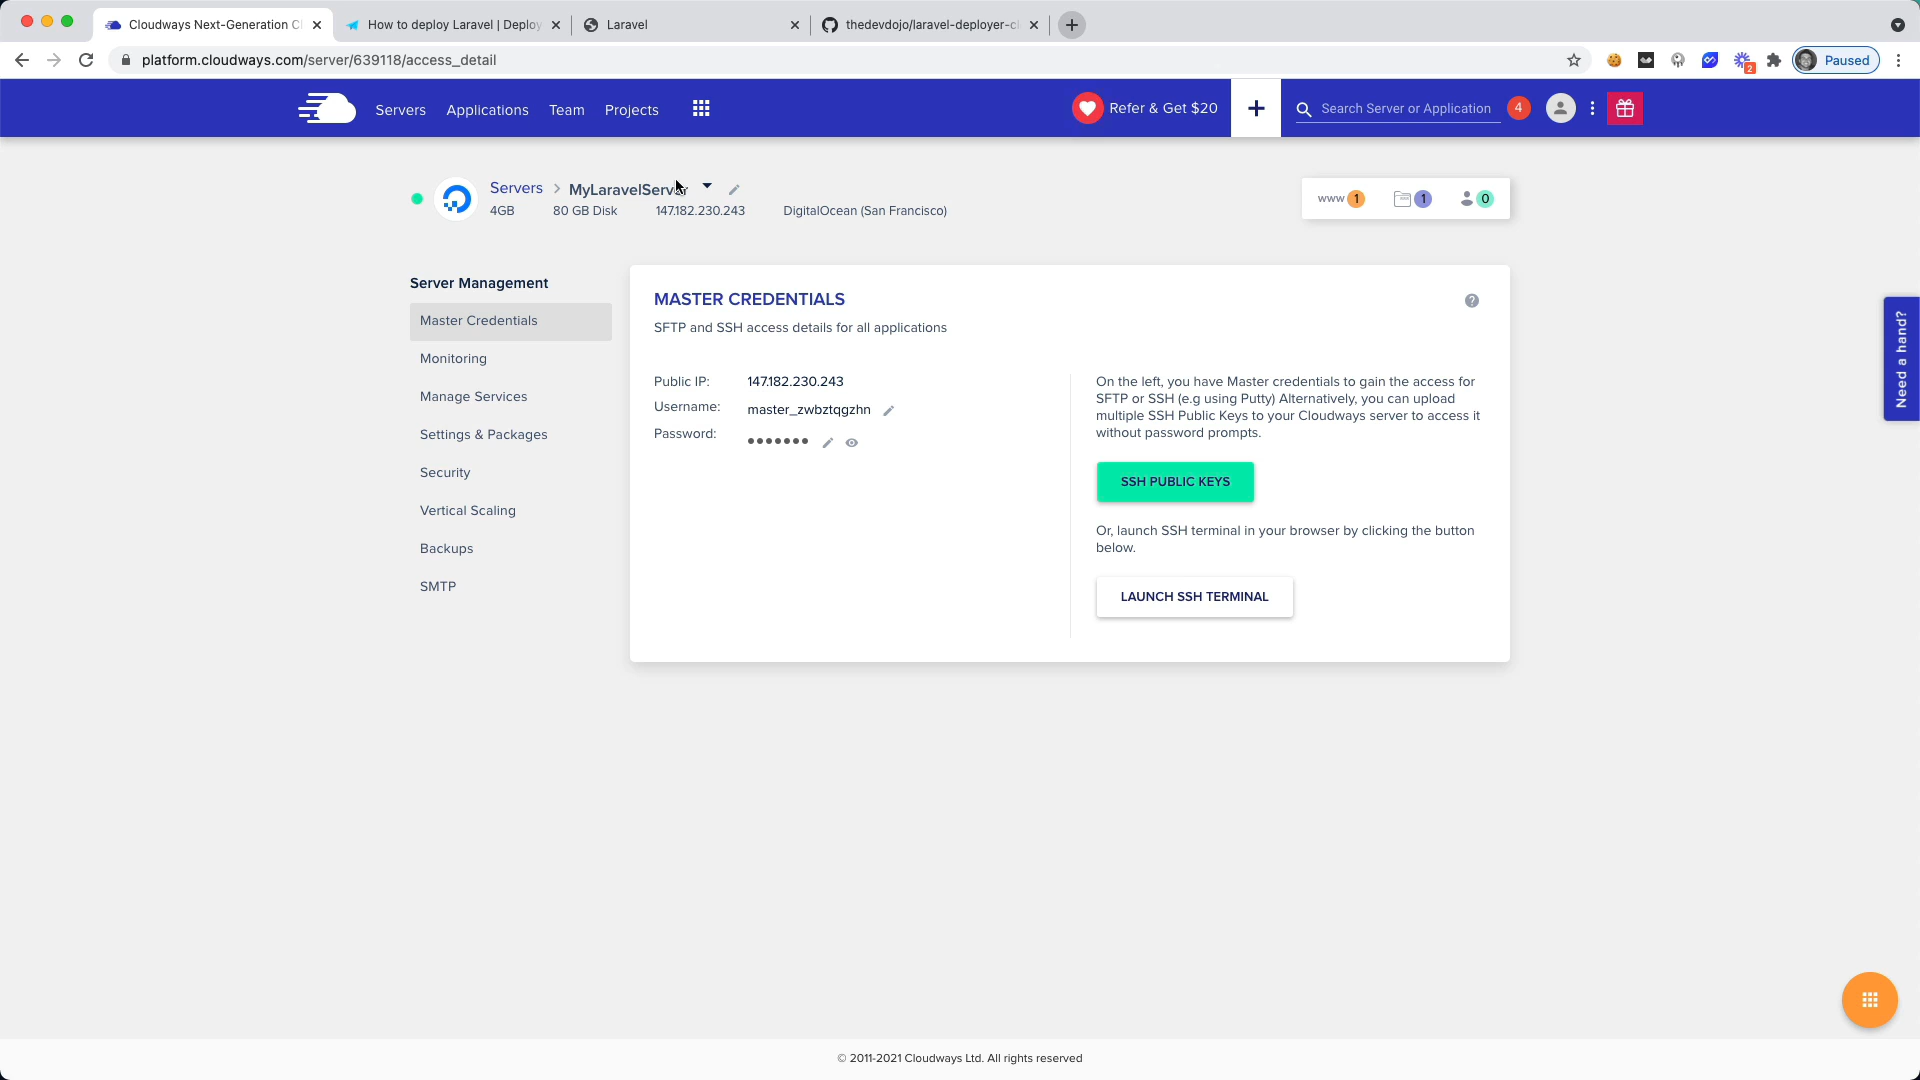 Cloudways Next-Generation C
How to deploy Laravel | Deploy
Laravel
thedevdojo/laravel-deployer-c
platform.cloudways.com/server/639118/access_detail
2
Paused
Servers
Applications
Team
Projects
Refer & Get $20
Search Server or Application
4
Servers
MyLaravelServer
4GB
80 GB Disk
147.182.230.243
DigitalOcean (San Francisco)
www 1
1
0
Server Management
Master Credentials
Monitoring
Manage Services
Settings & Packages
Security
Vertical Scaling
Backups
SMTP
MASTER CREDENTIALS
SFTP and SSH access details for all applications
Public IP: 147.182.230.243
Username: master_zwbztqgzhn
Password: •••••••
On the left, you have Master credentials to gain the access for
SFTP or SSH (e.g using Putty) Alternatively, you can upload
multiple SSH Public Keys to your Cloudways server to access it
without password prompts.
SSH PUBLIC KEYS
Or, launch SSH terminal in your browser by clicking the button
below.
LAUNCH SSH TERMINAL
Need a hand?
© 2011-2021 Cloudways Ltd. All rights reserved